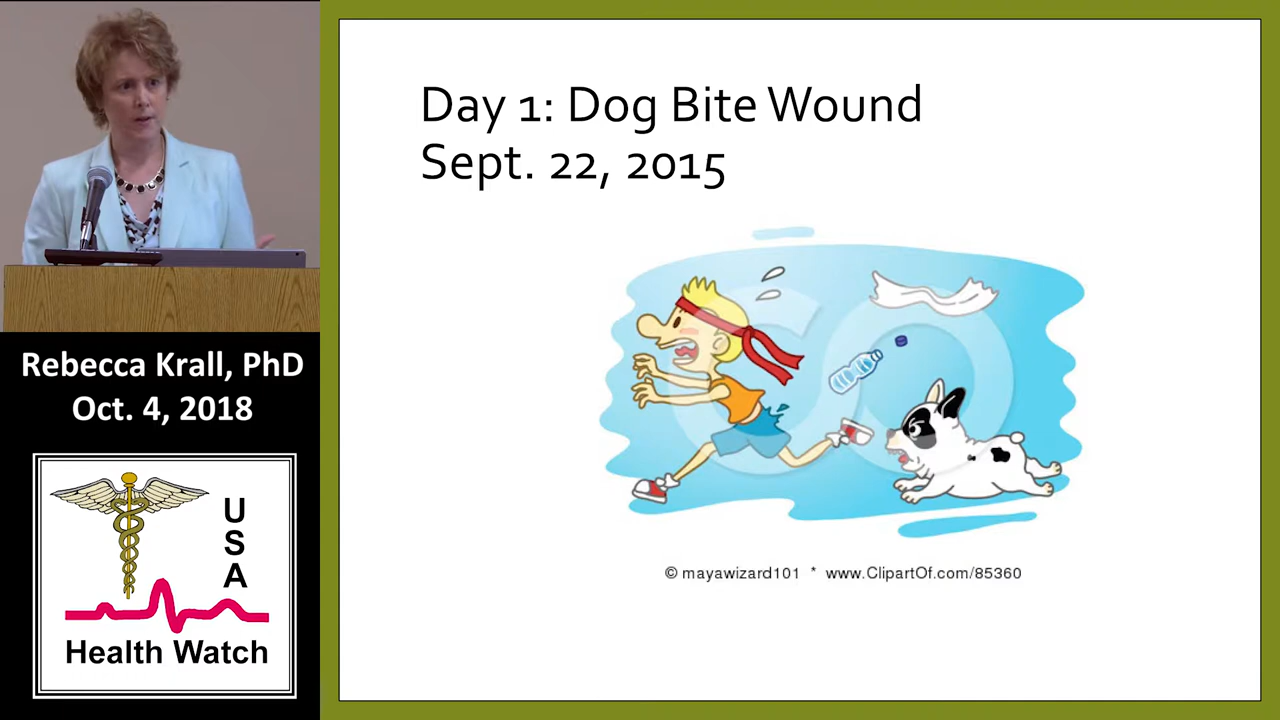 Day 1: Dog Bite Wound
Sept. 22, 2015
© mayawizard101 * www.ClipartOf.com/85360
Rebecca Krall, PhD
Oct. 4, 2018
USA
Health Watch